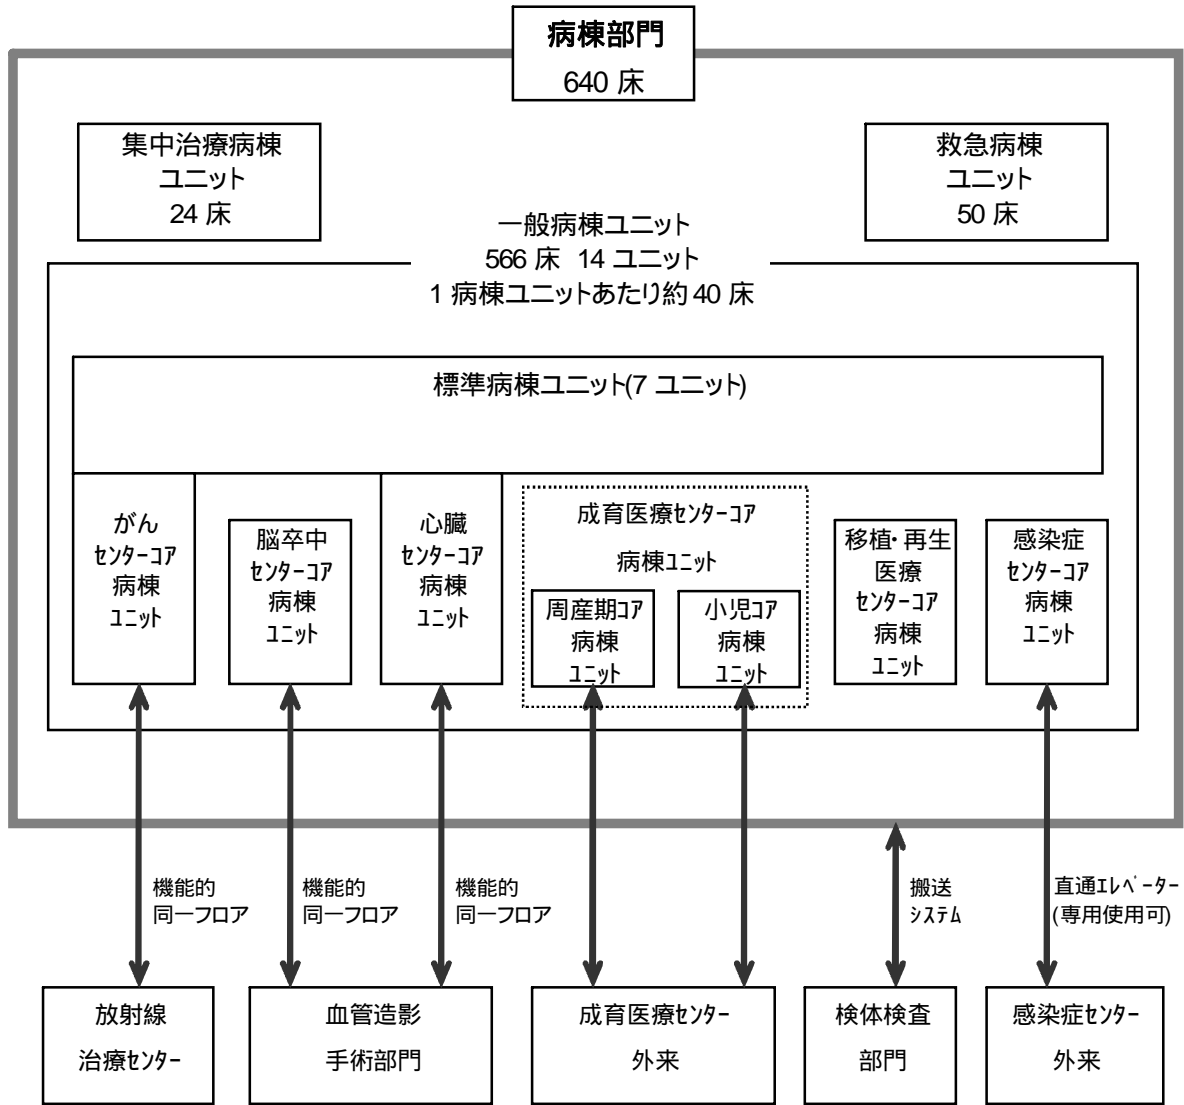 病棟部門
640 床
集中治療病棟
ユニット
24 床
救急病棟
ユニット
50 床
一般病棟ユニット
566 床 14 ユニット
1 病棟ユニットあたり約 40 床
標準病棟ユニット(7 ユニット)
がん
ｾﾝﾀｰｺｱ
病棟
ﾕﾆｯﾄ
脳卒中
ｾﾝﾀｰｺｱ
病棟
ﾕﾆｯﾄ
心臓
ｾﾝﾀｰｺｱ
病棟
ﾕﾆｯﾄ
成育医療ｾﾝﾀｰｺｱ
病棟ﾕﾆｯﾄ
周産期ｺｱ
病棟
ﾕﾆｯﾄ
小児ｺｱ
病棟
ﾕﾆｯﾄ
移植・再生
医療
ｾﾝﾀｰｺｱ
病棟
ﾕﾆｯﾄ
感染症
ｾﾝﾀｰｺｱ
病棟
ﾕﾆｯﾄ
機能的
同一フロア
機能的
同一フロア
機能的
同一フロア
搬送
ｼｽﾃﾑ
直通ｴﾚﾍﾞｰﾀｰ
(専用使用可)
放射線
治療ｾﾝﾀｰ
血管造影
手術部門
成育医療ｾﾝﾀｰ
外来
検体検査
部門
感染症ｾﾝﾀｰ
外来